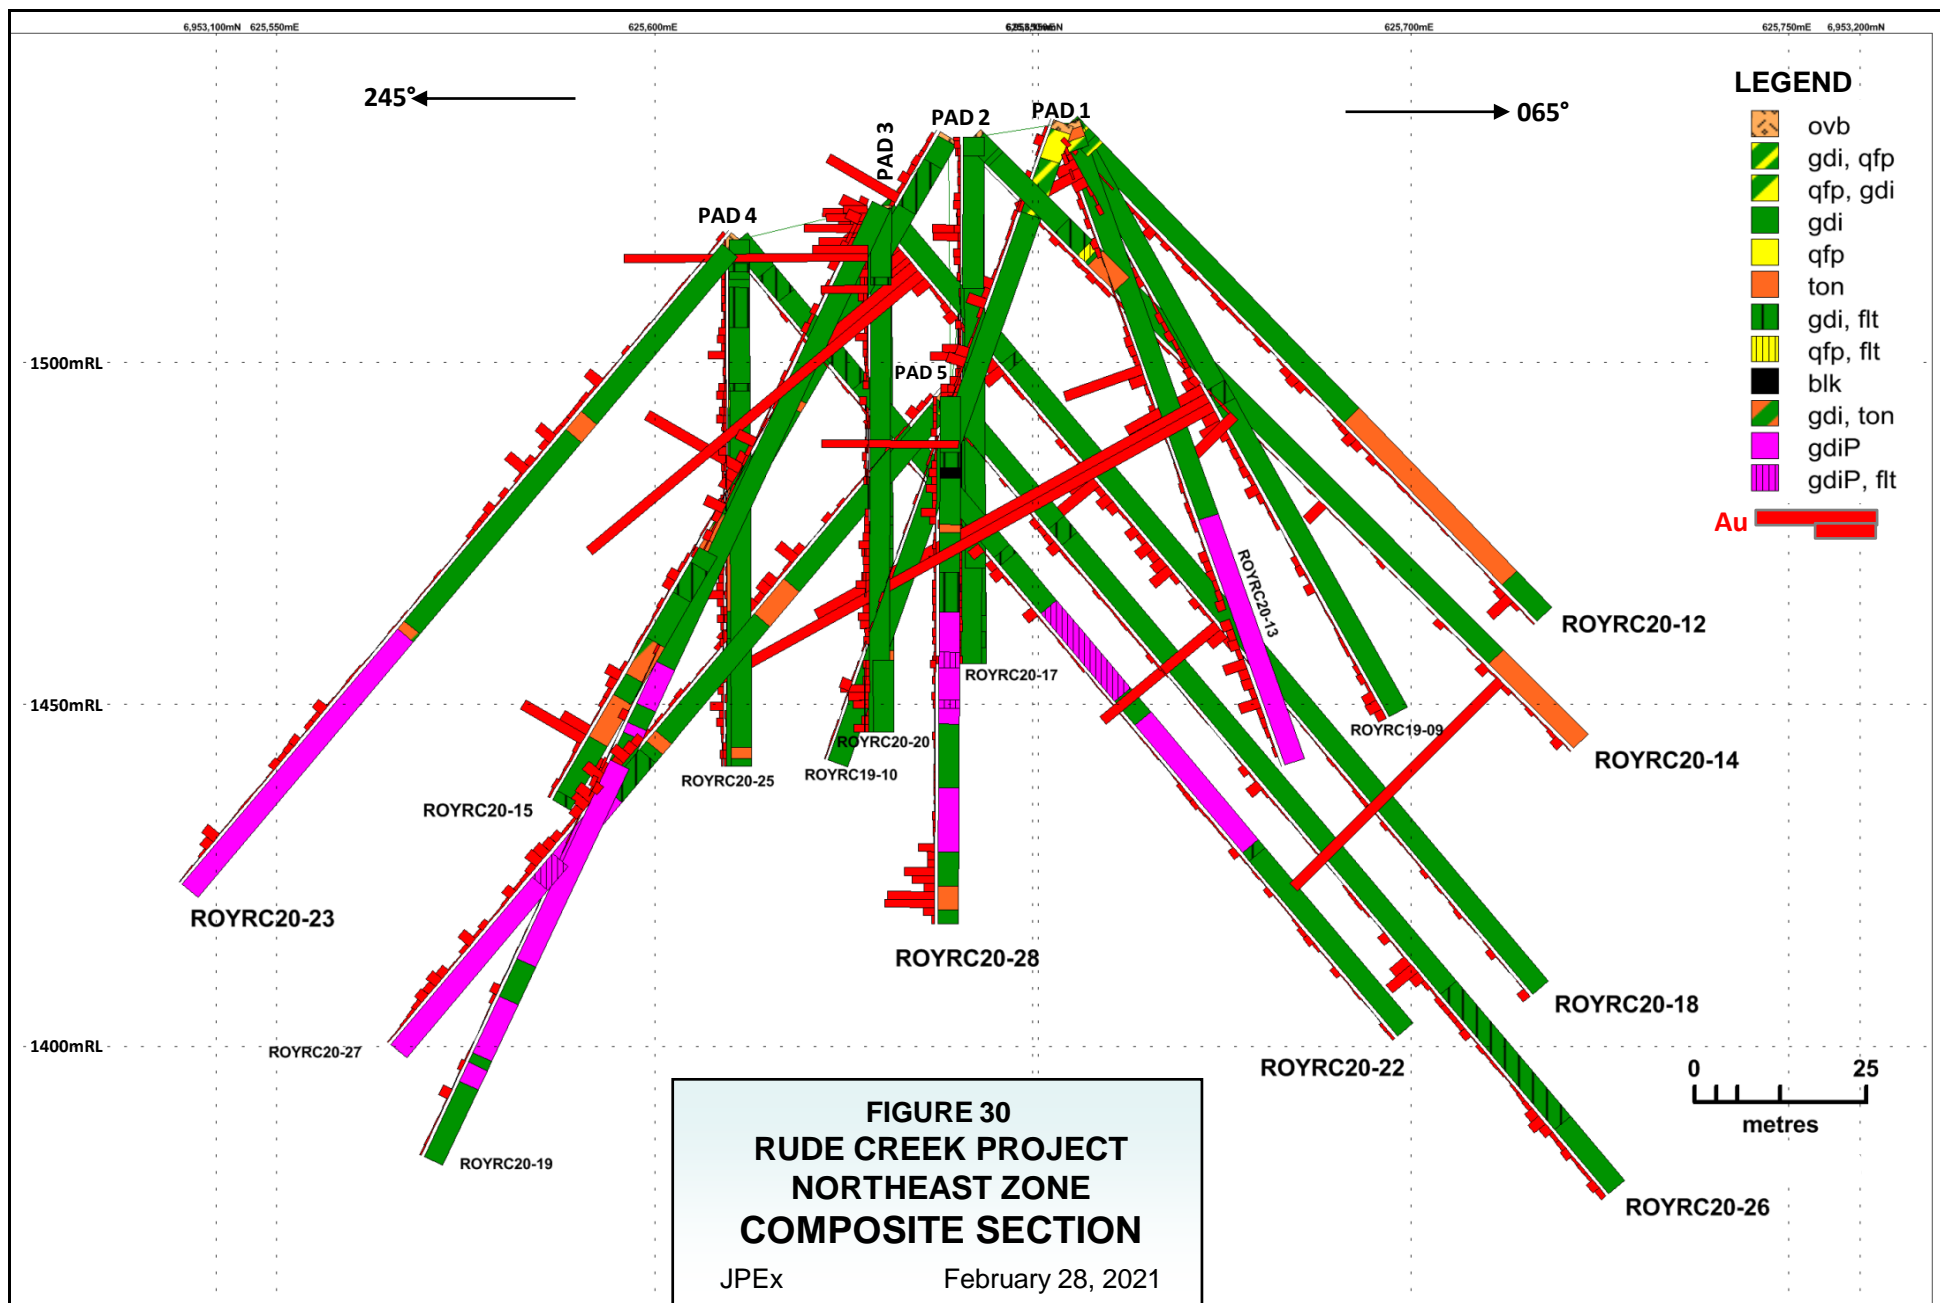 6,953,100mN
625,550mE
625,600mE
625,700mE
625,750mE
6,953,200mN
245°
065°
PAD 1
PAD 2
PAD 3
PAD 4
PAD 5
LEGEND
ovb
gdi, qfp
qfp, gdi
gdi
qfp
ton
gdi, flt
qfp, flt
blk
gdi, ton
gdiP
gdiP, flt
Au
1500mRL
1450mRL
1400mRL
ROYRC20-12
ROYRC20-13
ROYRC20-17
ROYRC19-09
ROYRC20-14
ROYRC20-20
ROYRC19-10
ROYRC20-25
ROYRC20-15
ROYRC20-23
ROYRC20-28
ROYRC20-18
ROYRC20-27
ROYRC20-22
ROYRC20-19
ROYRC20-26
0 25
metres
FIGURE 30
RUDE CREEK PROJECT
NORTHEAST ZONE
COMPOSITE SECTION
JPEx February 28, 2021